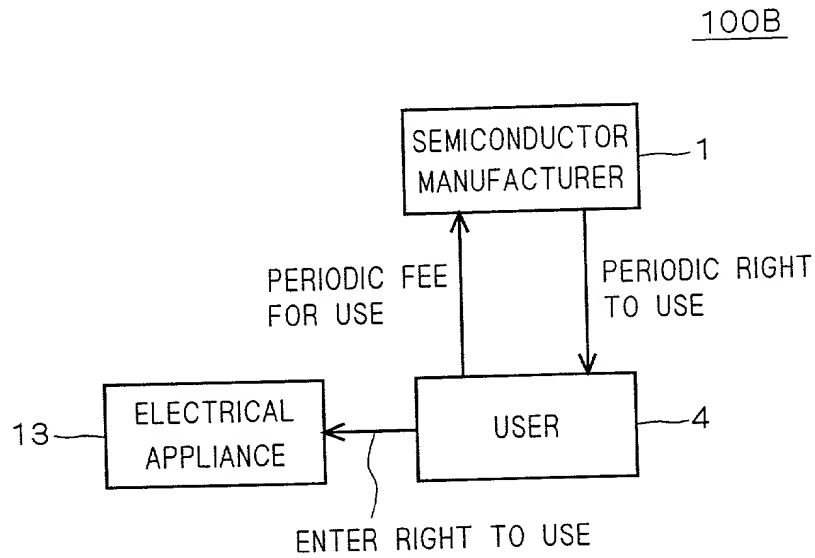 100B
SEMICONDUCTOR
MANUFACTURER
1
PERIODIC FEE
FOR USE
PERIODIC RIGHT
TO USE
13
ELECTRICAL
APPLIANCE
USER
4
ENTER RIGHT TO USE